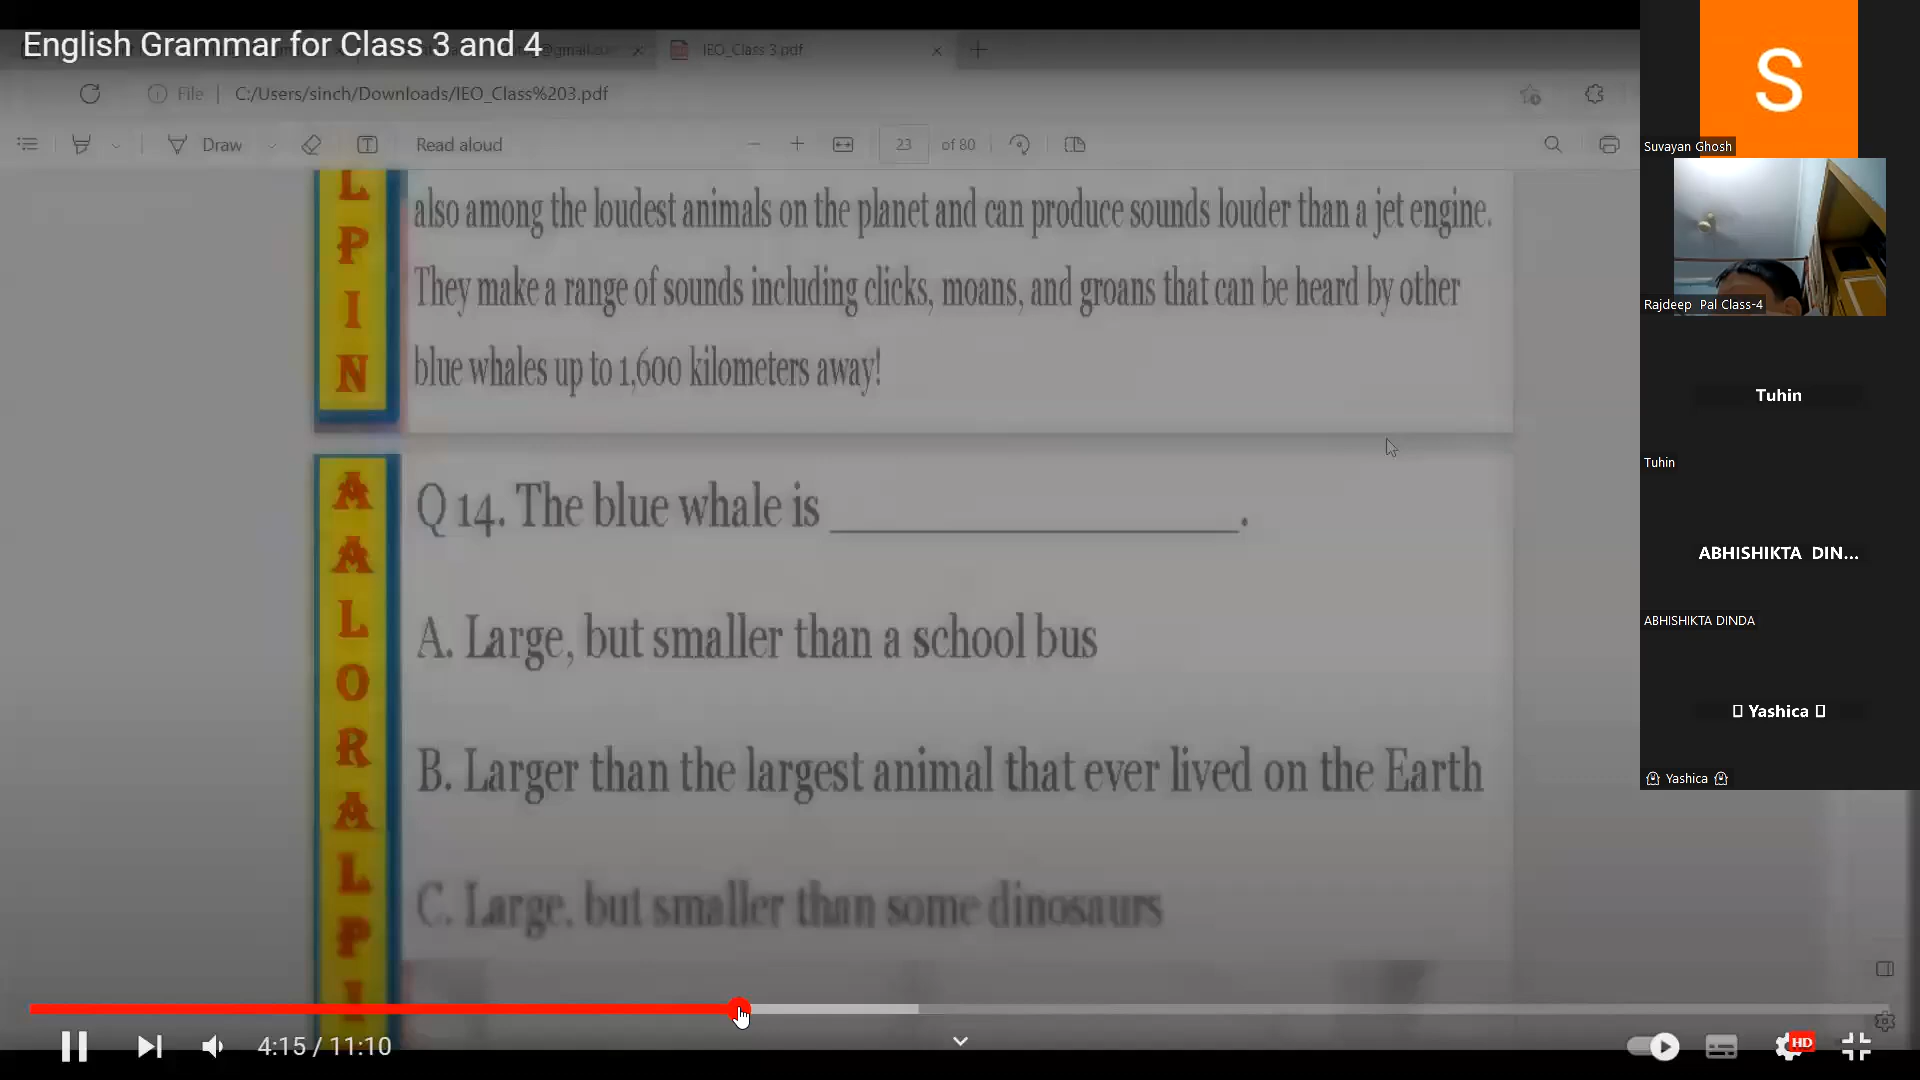 English Grammar for Class 3 and 4
IEO_Class 3.pdf
File | C:/Users/sinch/Downloads/IEO_Class%203.pdf
Draw
Read aloud
23 of 80
L
P
I
N
also among the loudest animals on the planet and can produce sounds louder than a jet engine.
They make a range of sounds including clicks, moans, and groans that can be heard by other
blue whales up to 1,600 kilometers away!
A
A
L
O
R
A
L
P
I
Q 14. The blue whale is ____________________.
A. Large, but smaller than a school bus
B. Larger than the largest animal that ever lived on the Earth
C. Large, but smaller than some dinosaurs
S
Suvayan Ghosh
Rajdeep Pal Class-4
Tuhin
Tuhin
ABHISHIKTA DIN...
ABHISHIKTA DINDA
Yashica
Yashica
4:15 / 11:10
HD